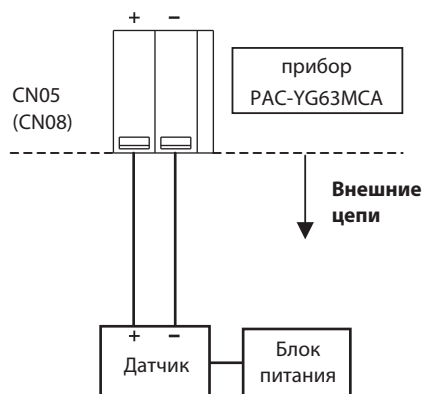 + −
прибор
PAC-YG63MCA
CN05
(CN08)
Внешние
цепи
+ −
Датчик
Блок
питания